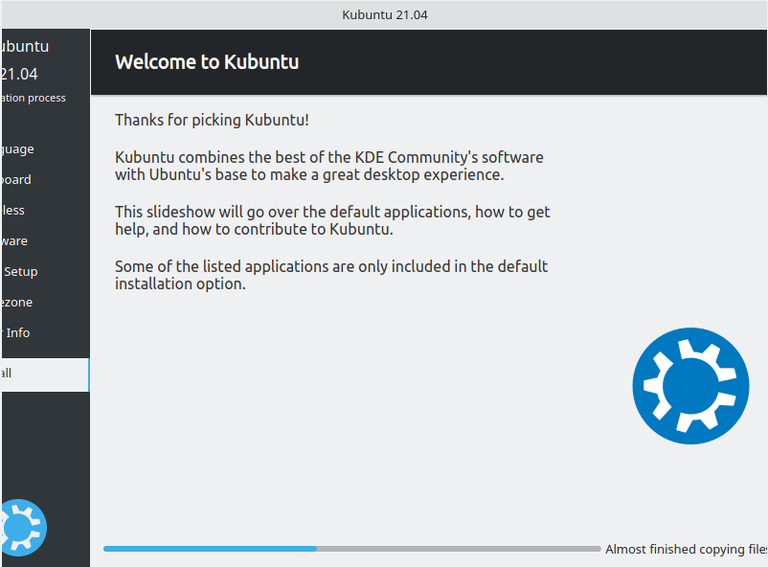 Kubuntu 21.04
ubuntu
21.04
ation process
guage
board
less
ware
Setup
ezone
r Info
all
Welcome to Kubuntu
Thanks for picking Kubuntu!
Kubuntu combines the best of the KDE Community's software
with Ubuntu's base to make a great desktop experience.
This slideshow will go over the default applications, how to get
help, and how to contribute to Kubuntu.
Some of the listed applications are only included in the default
installation option.
Almost finished copying files